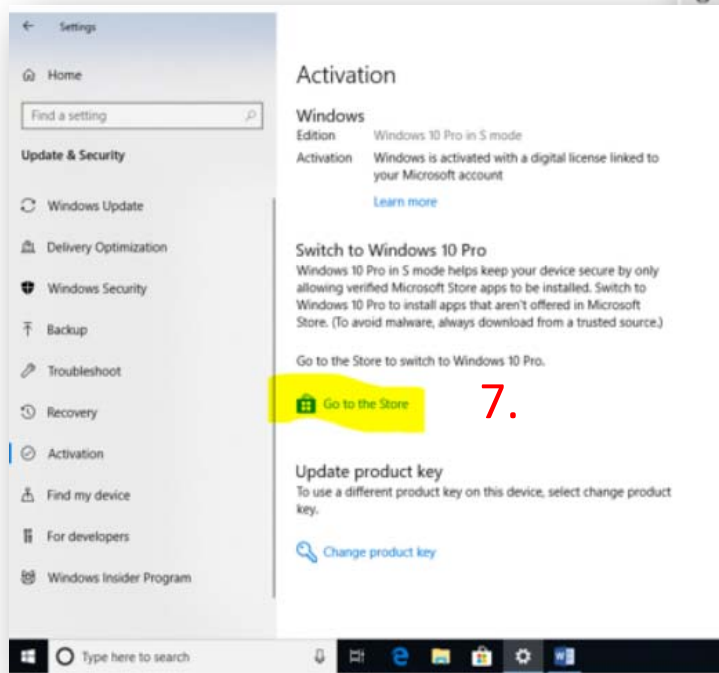 Settings
Home
Find a setting
Update & Security
Windows Update
Delivery Optimization
Windows Security
Backup
Troubleshoot
Recovery
Activation
Find my device
For developers
Windows Insider Program
Activation
Windows
Edition Windows 10 Pro in S mode
Activation Windows is activated with a digital license linked to
your Microsoft account
Learn more
Switch to Windows 10 Pro
Windows 10 Pro in S mode helps keep your device secure by only
allowing verified Microsoft Store apps to be installed. Switch to
Windows 10 Pro to install apps that aren't offered in Microsoft
Store. (To avoid malware, always download from a trusted source.)
Go to the Store to switch to Windows 10 Pro.
Go to the Store 7.
Update product key
To use a different product key on this device, select change product
key.
Change product key
Type here to search